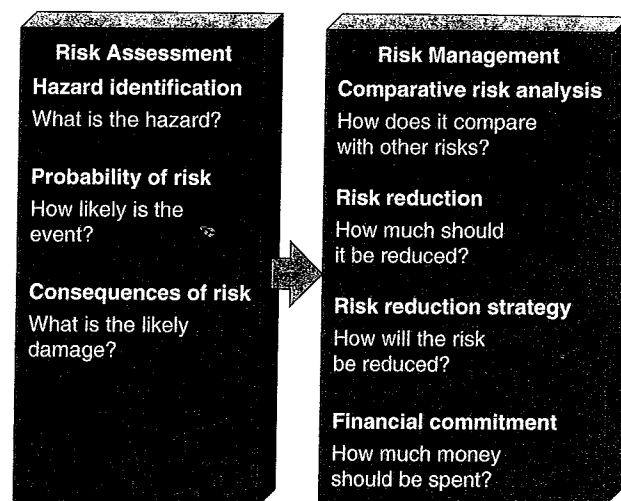 Risk Assessment
Hazard identification
What is the hazard?
Probability of risk
How likely is the
event?
Consequences of risk
What is the likely
damage?
Risk Management
Comparative risk analysis
How does it compare
with other risks?
Risk reduction
How much should
it be reduced?
Risk reduction strategy
How will the risk
be reduced?
Financial commitment
How much money
should be spent?